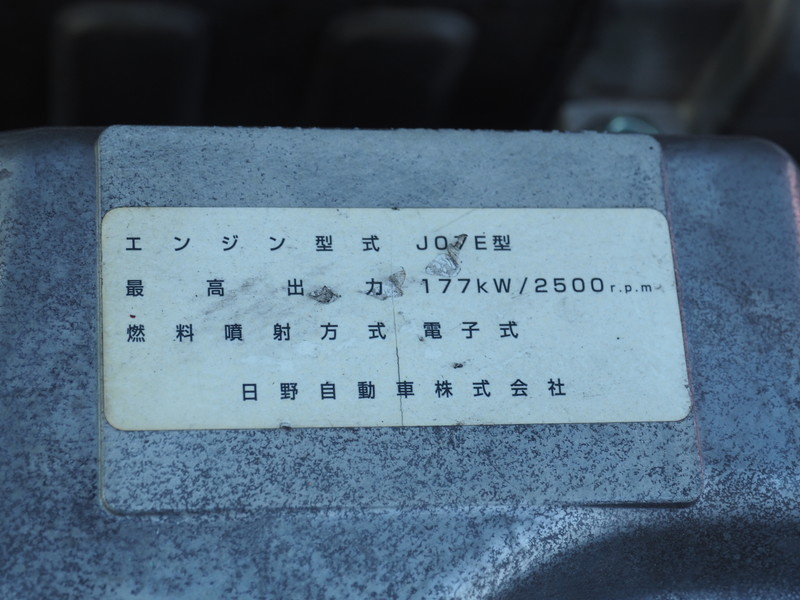 エンジン型式 J07E型
最高出力 177kW/2500r.p.m
燃料噴射方式 電子式
日野自動車株式会社